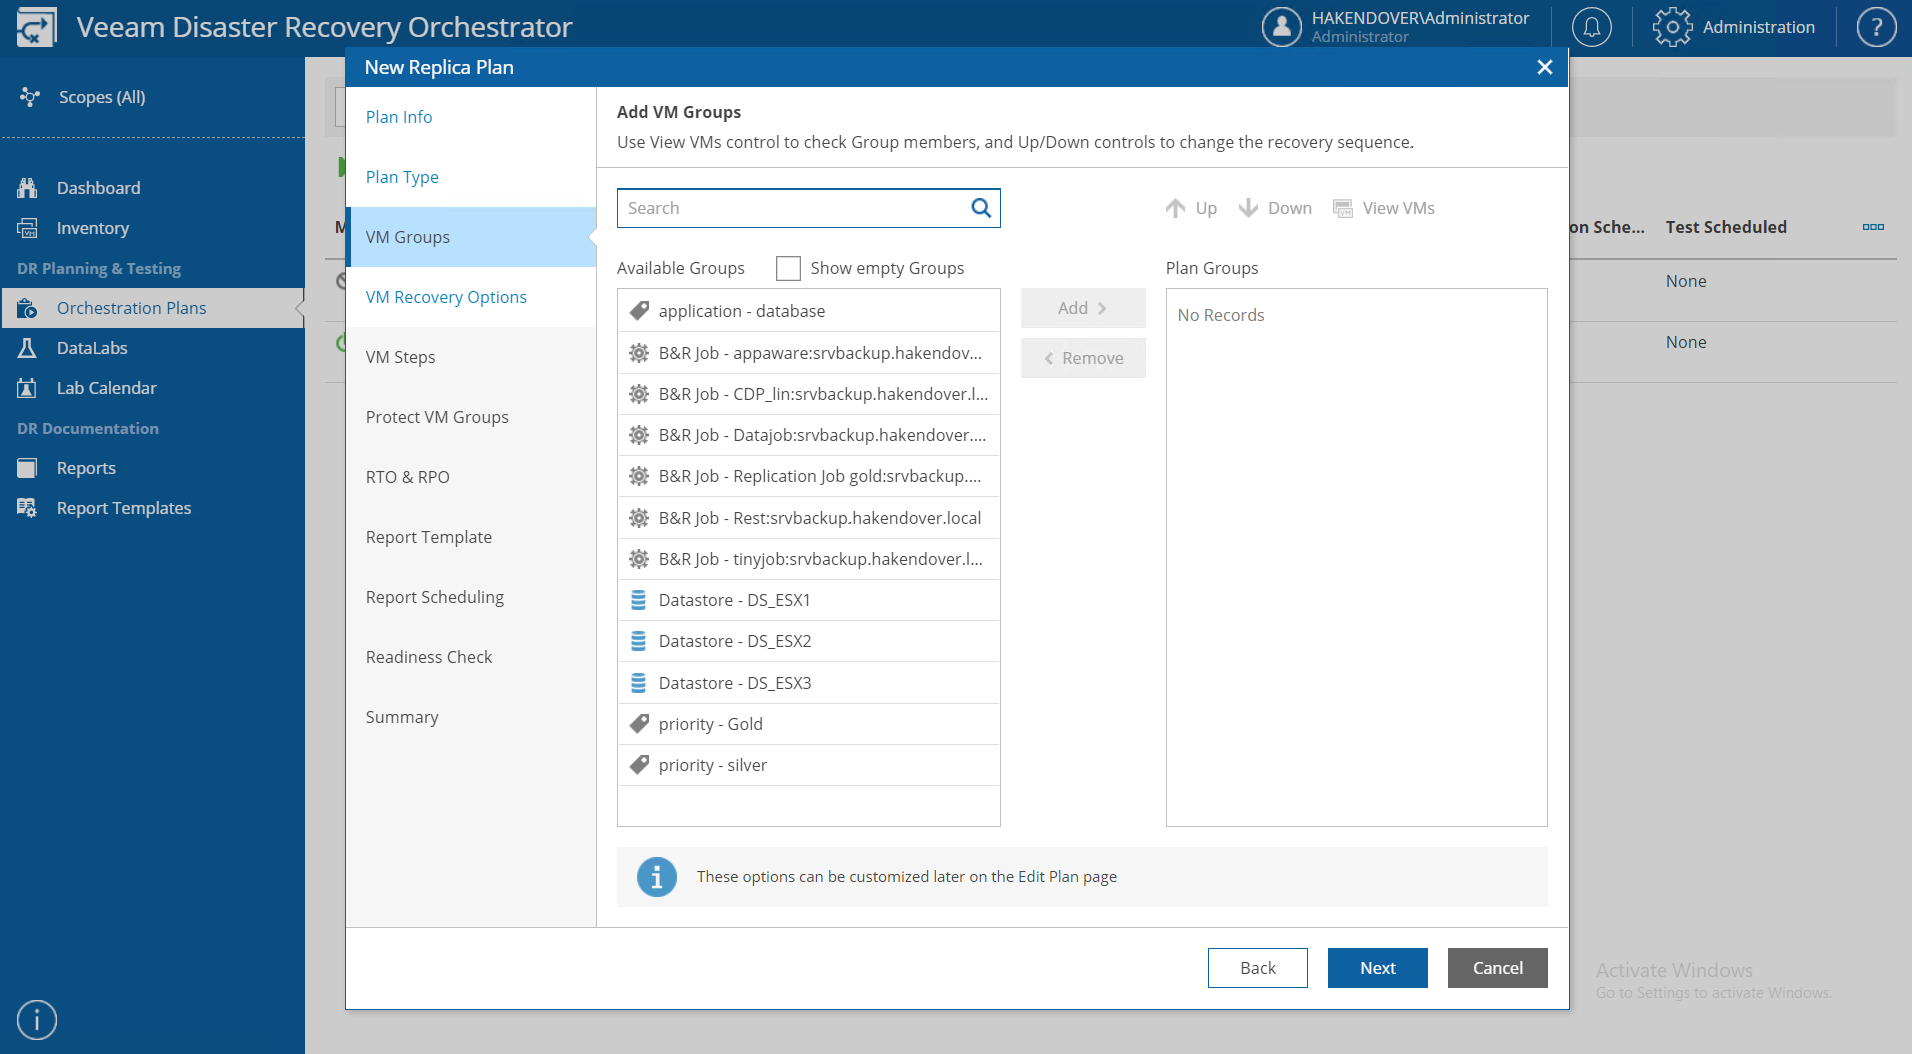 Veeam Disaster Recovery Orchestrator
HAKENDOVER\Administrator
Administrator
Administration
?
Scopes (All)
Dashboard
Inventory
DR Planning & Testing
Orchestration Plans
DataLabs
Lab Calendar
DR Documentation
Reports
Report Templates
on Sche...
Test Scheduled
None
None
New Replica Plan
Plan Info
Plan Type
VM Groups
VM Recovery Options
VM Steps
Protect VM Groups
RTO & RPO
Report Template
Report Scheduling
Readiness Check
Summary
Add VM Groups
Use View VMs control to check Group members, and Up/Down controls to change the recovery sequence.
Search
Up
Down
View VMs
Available Groups
Show empty Groups
Plan Groups
application - database
B&R Job - appaware:srvbackup.hakendov...
B&R Job - CDP_lin:srvbackup.hakendover.l...
B&R Job - Datajob:srvbackup.hakendover....
B&R Job - Replication Job gold:srvbackup....
B&R Job - Rest:srvbackup.hakendover.local
B&R Job - tinyjob:srvbackup.hakendover.l...
Datastore - DS_ESX1
Datastore - DS_ESX2
Datastore - DS_ESX3
priority - Gold
priority - silver
Add
Remove
No Records
These options can be customized later on the Edit Plan page
Back
Next
Cancel
Activate Windows
Go to Settings to activate Windows.